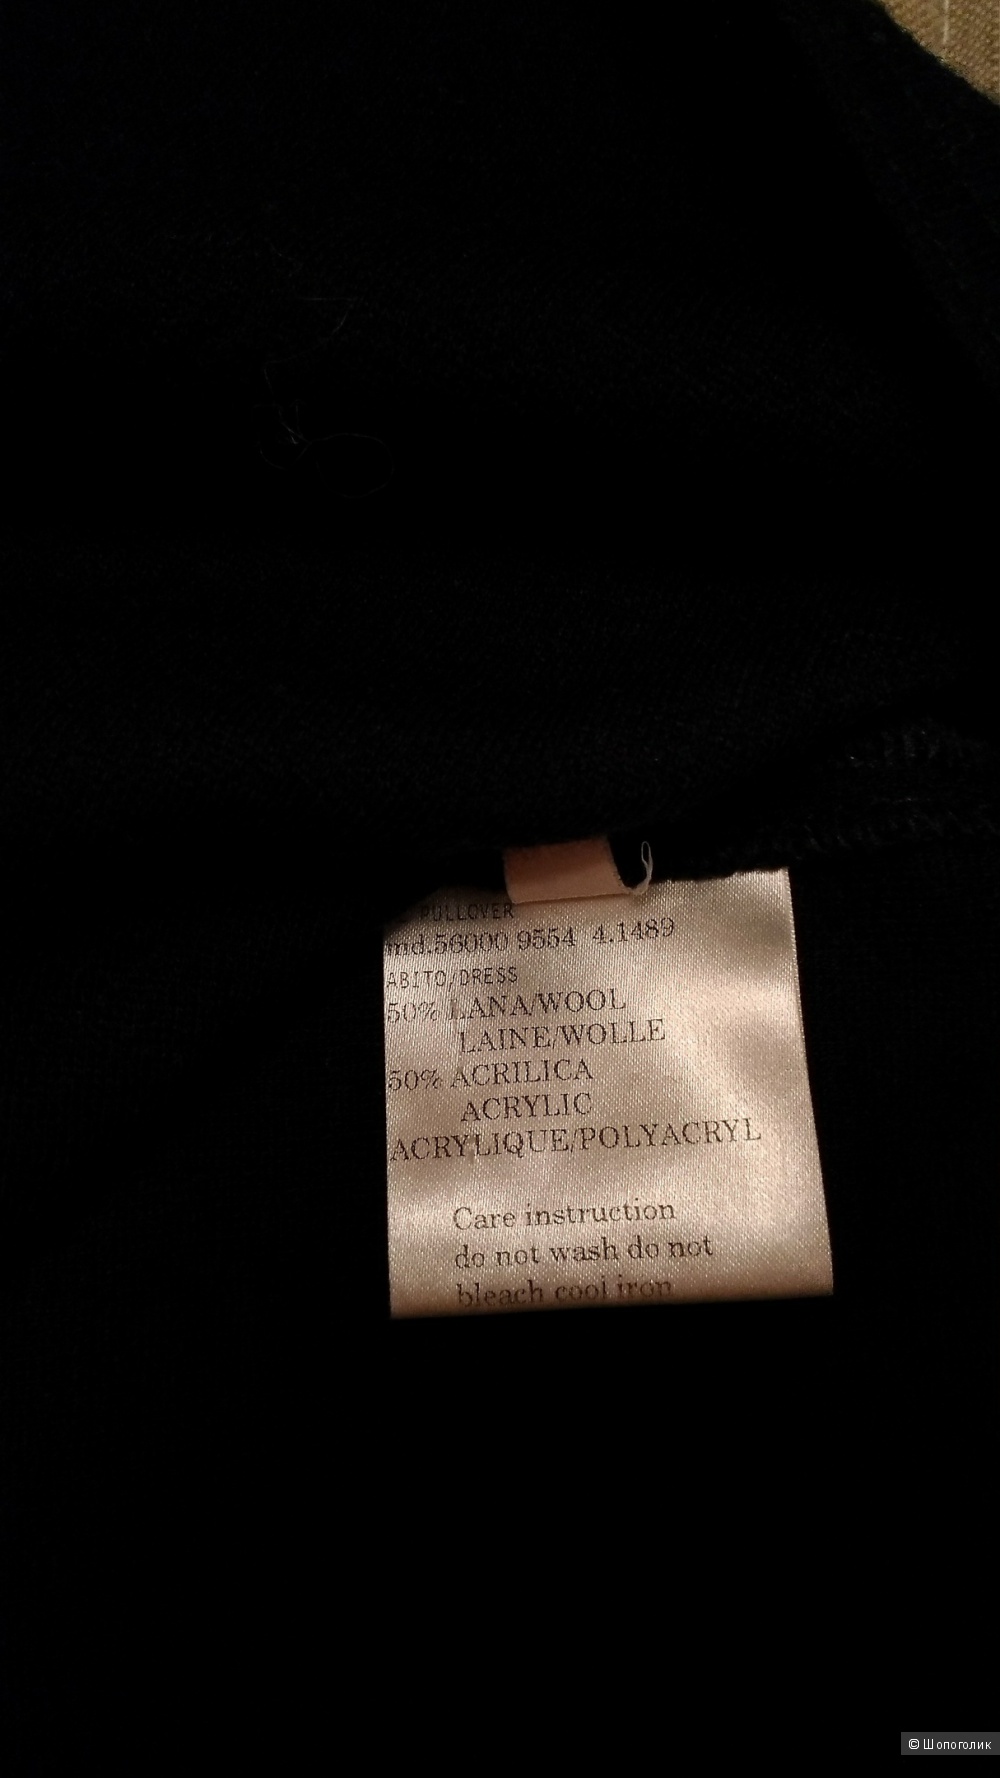 PULLOVER
md.56000 9554 4.1489
ABITO/DRESS
50% LANA/WOOL
LAINE/WOLLE
50% ACRILICA
ACRYLIC
ACRYLIQUE/POLYACRYL
Care instruction
do not wash do not
bleach cool iron
© Шопоголик